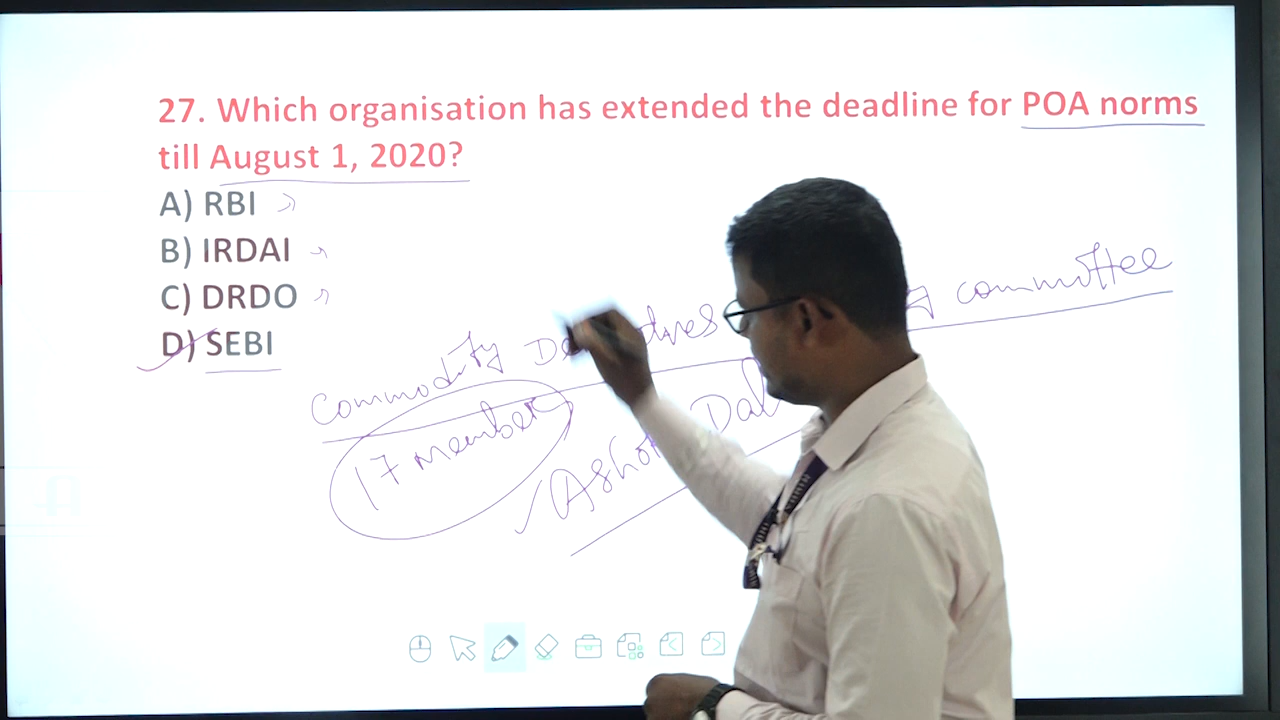 27. Which organisation has extended the deadline for POA norms
till August 1, 2020?
A) RBI
B) IRDAI
C) DRDO
D) SEBI
Commodity committee
17 member
Ashok